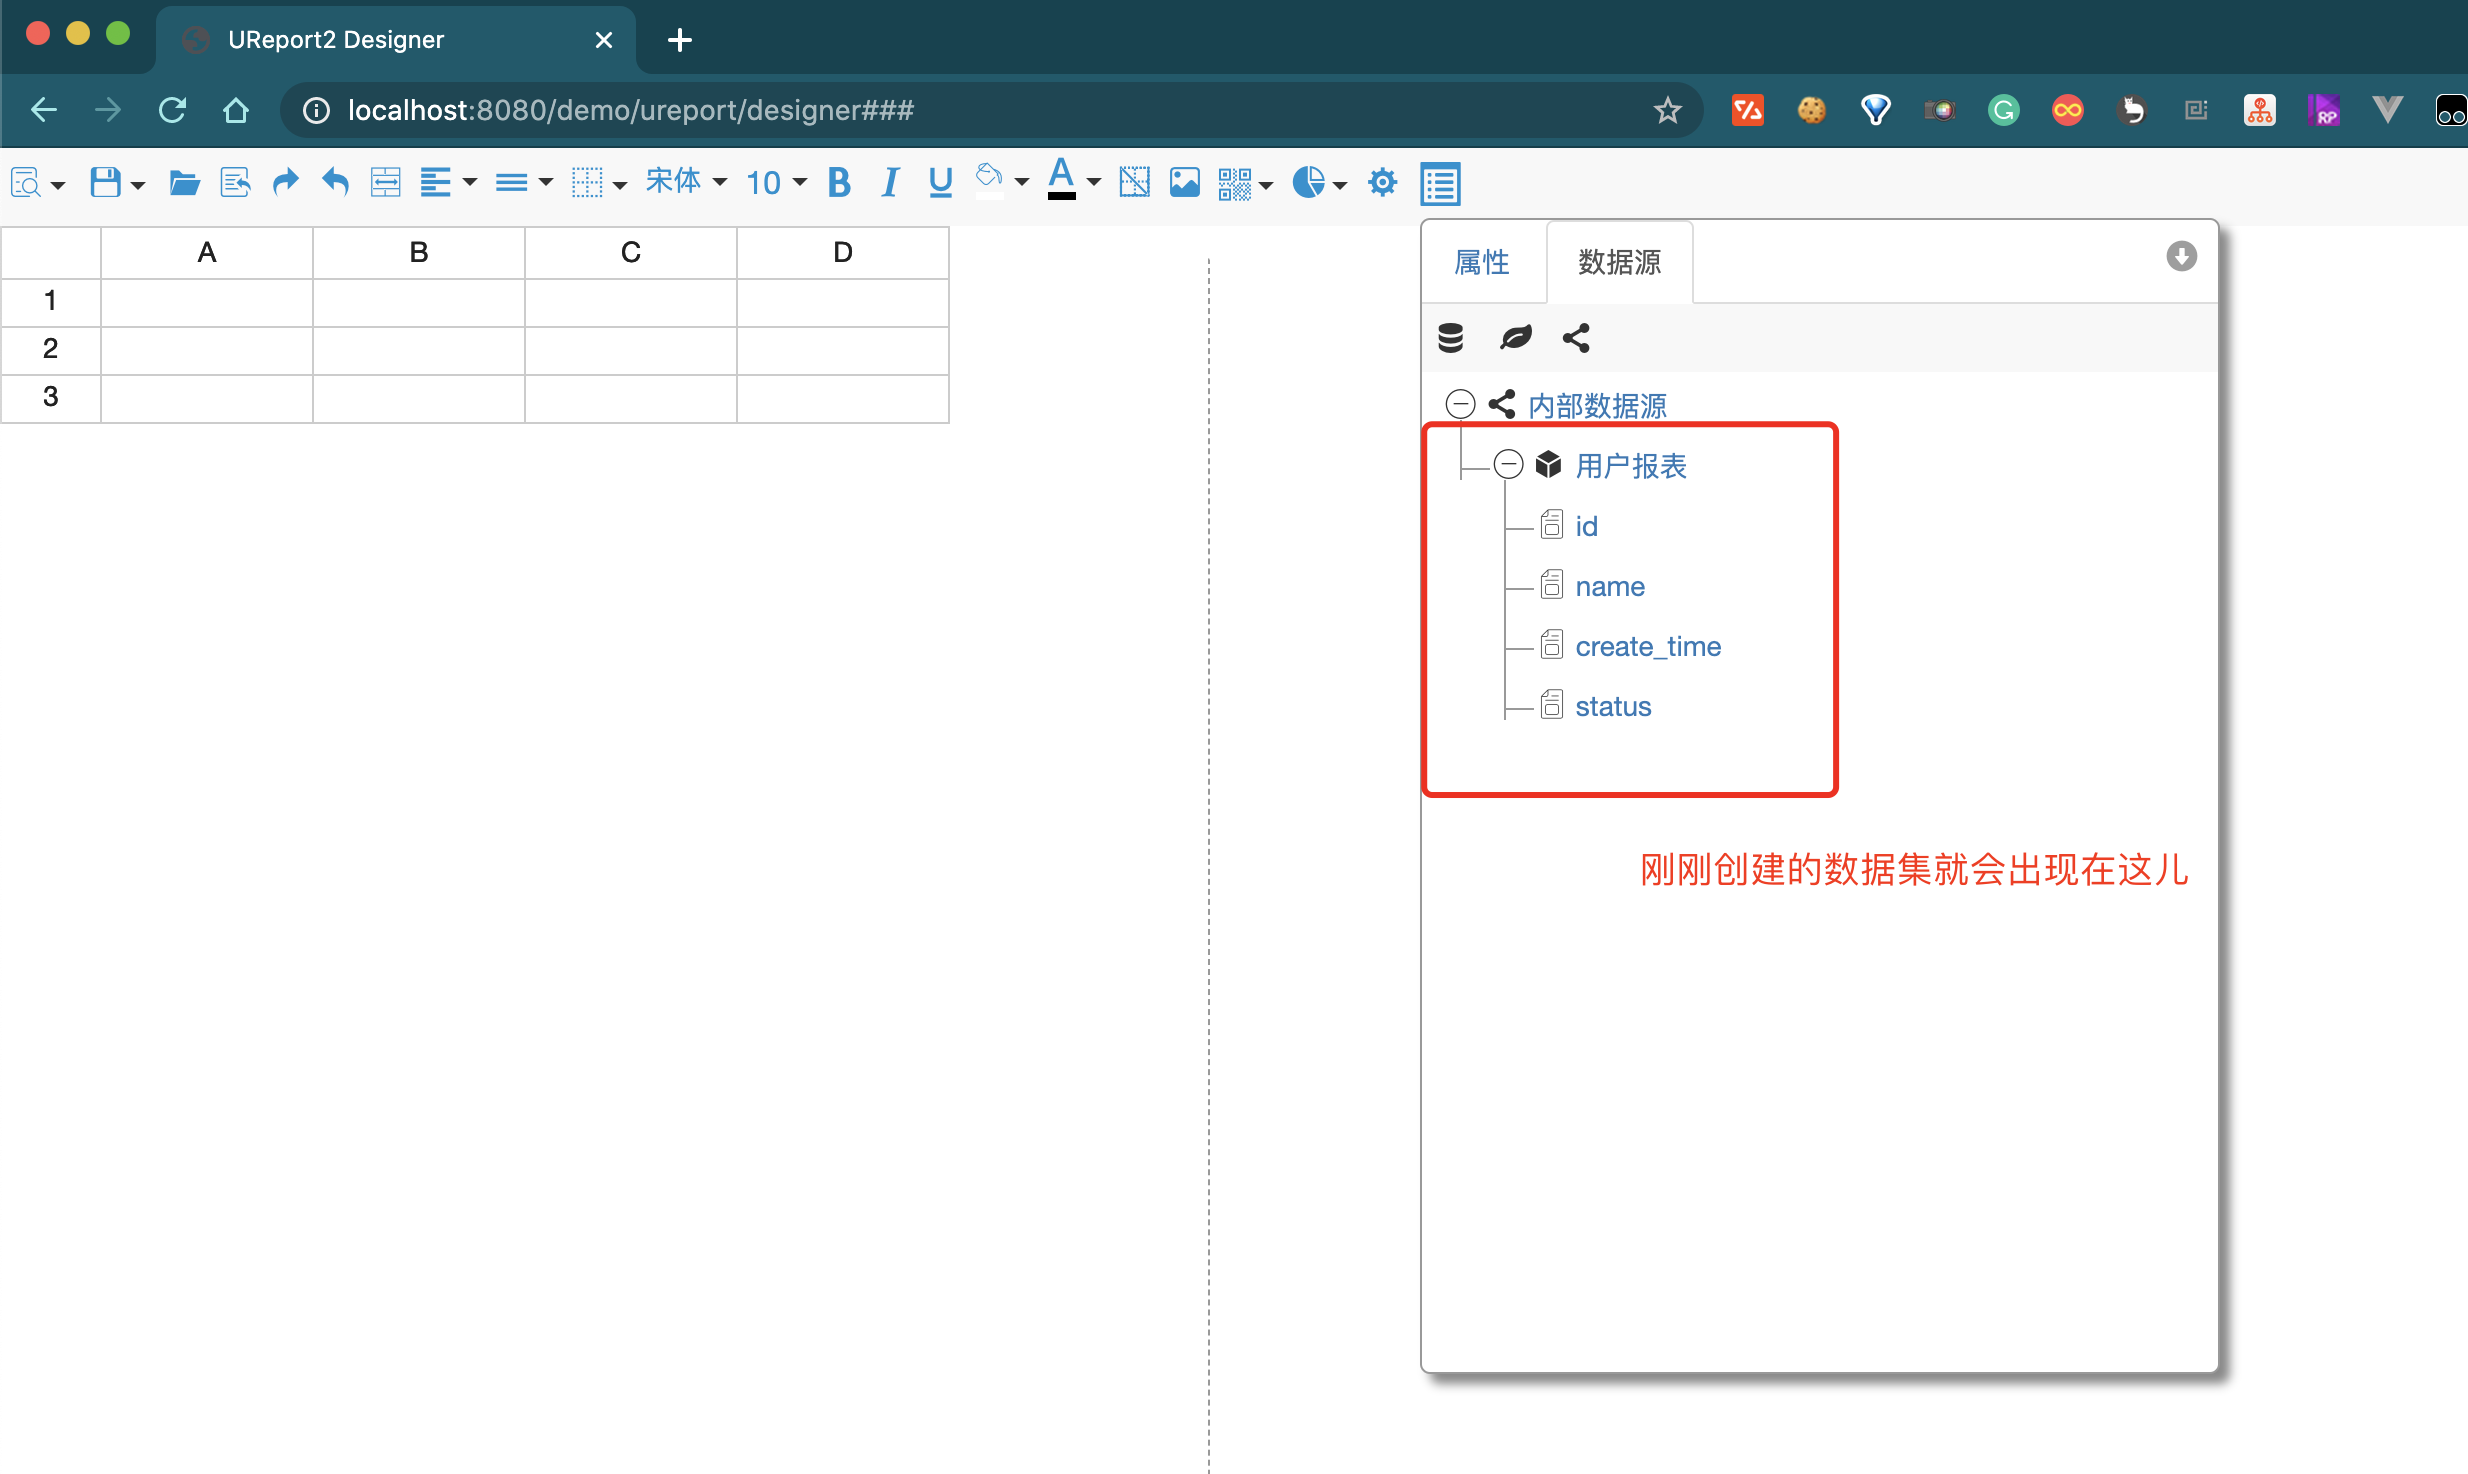 UReport2 Designer
localhost:8080/demo/ureport/designer###
宋体 10 B I U A
A B C D
1
2
3
属性 数据源
内部数据源
用户报表
id
name
create_time
status
刚刚创建的数据集就会出现在这儿